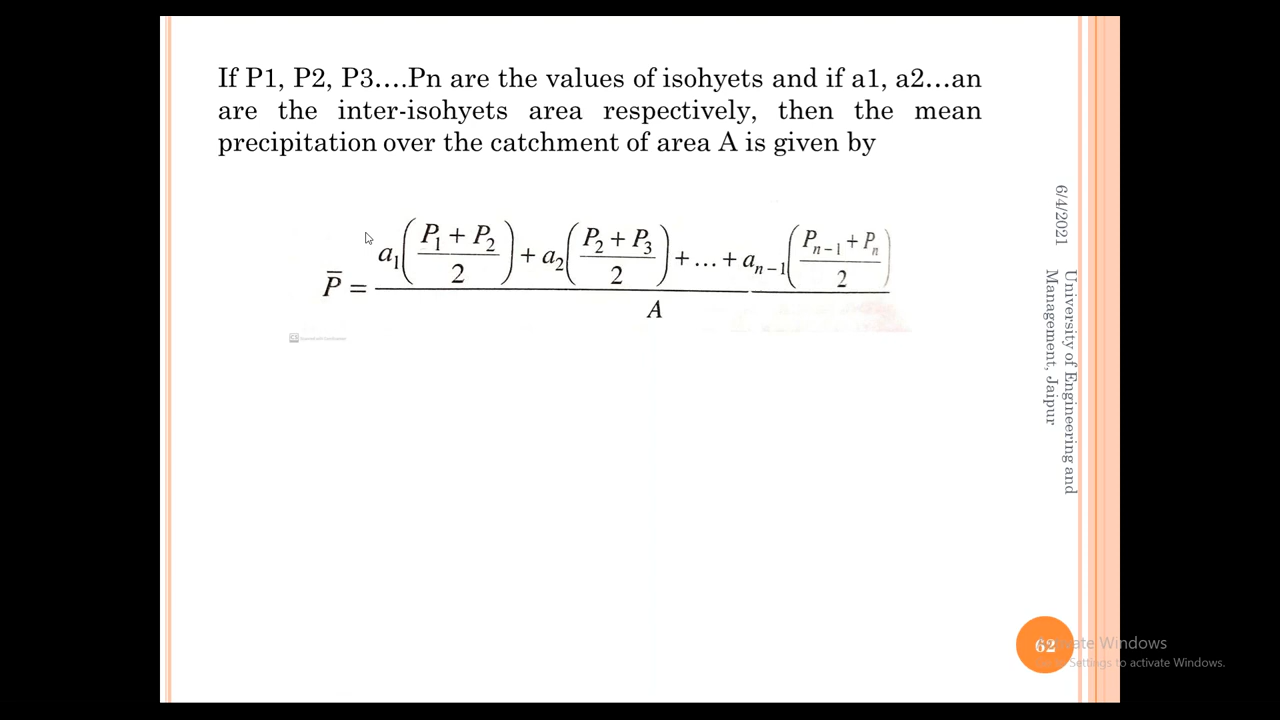 If P1, P2, P3....Pn are the values of isohyets and if a1, a2...an
are the inter-isohyets area respectively, then the mean
precipitation over the catchment of area A is given by
P̅ = a₁((P₁ + P₂)/2) + a₂((P₂ + P₃)/2) + ... + aₙ₋₁((Pₙ₋₁ + Pₙ)/2) / A
6/4/2021
University of Engineering and
Management, Jaipur
62
Windows
Settings to activate Windows.